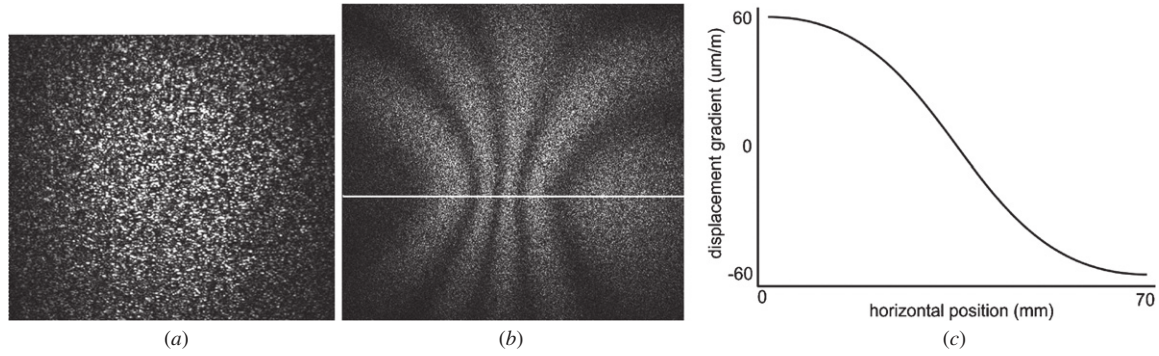 (a)
(b)
60
0
-60
displacement gradient (um/m)
0
70
horizontal position (mm)
(c)